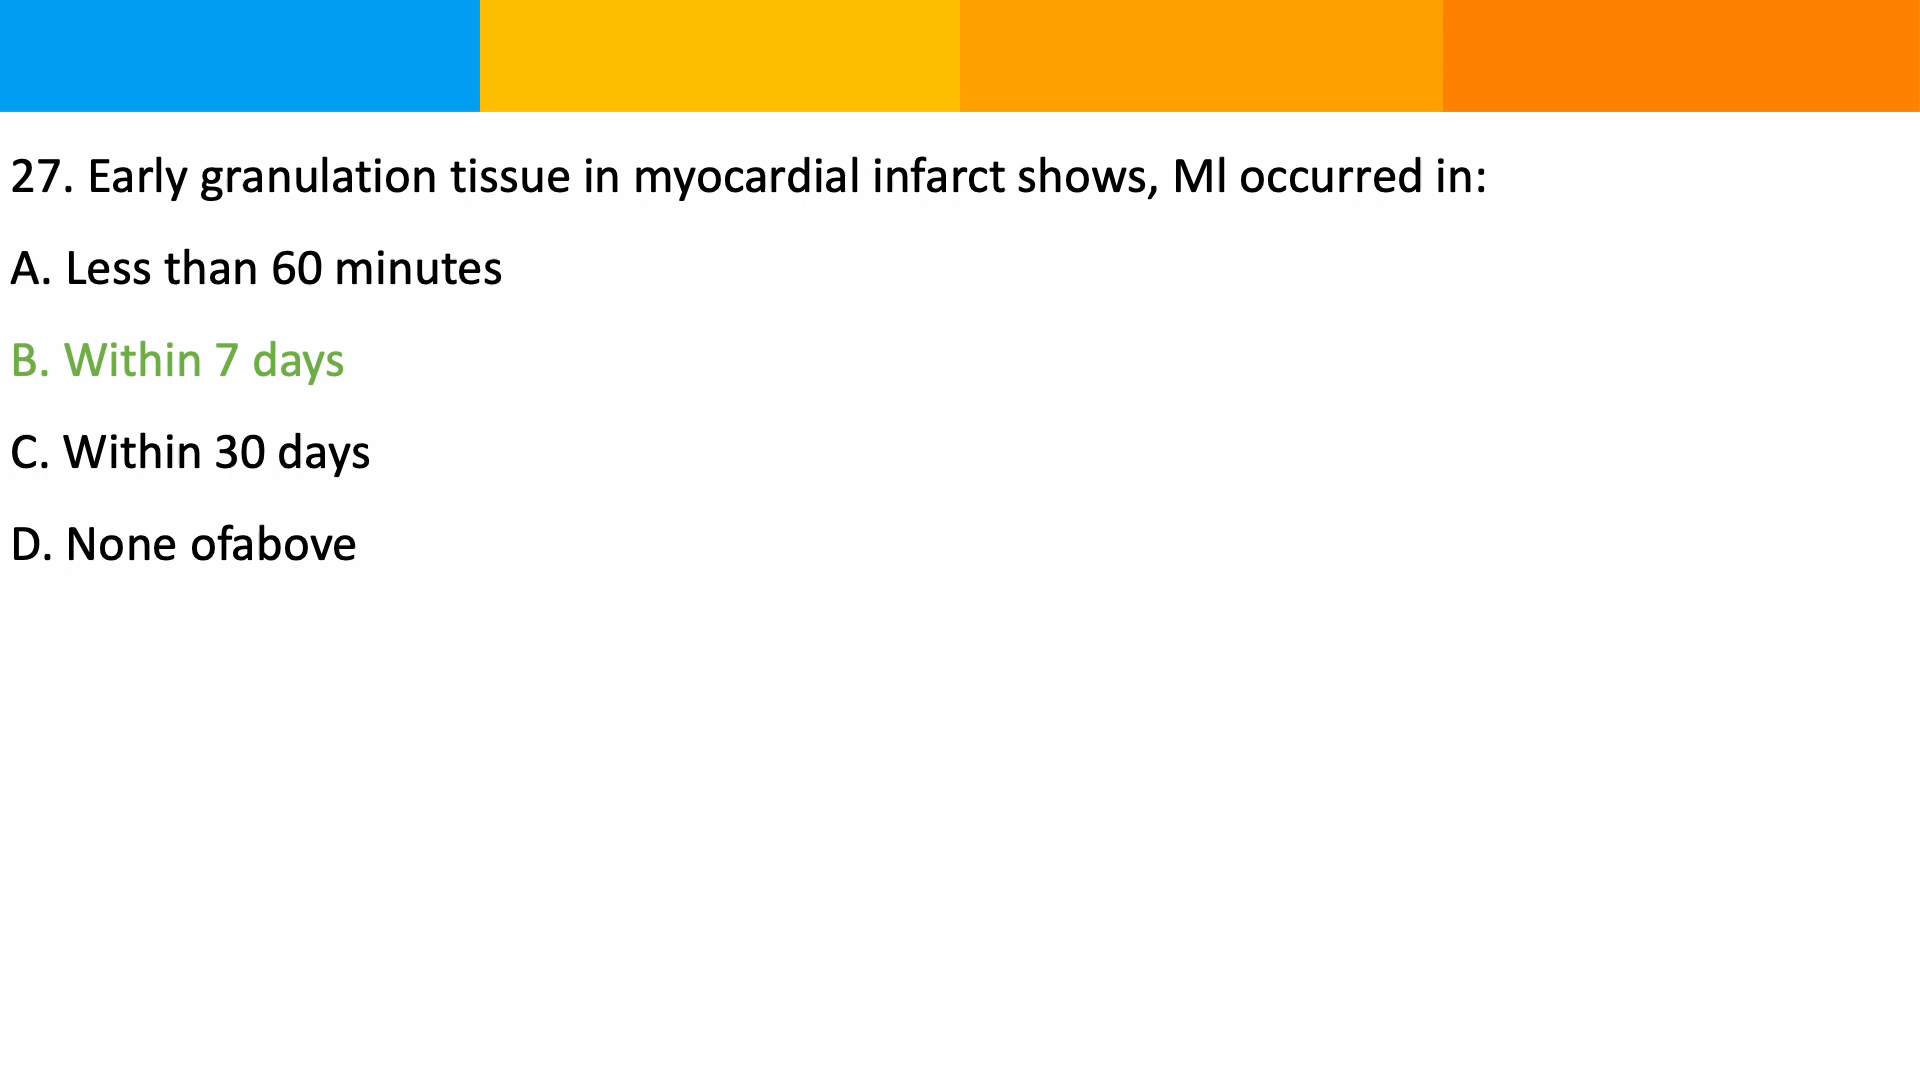 27. Early granulation tissue in myocardial infarct shows, Ml occurred in:
A. Less than 60 minutes
B. Within 7 days
C. Within 30 days
D. None ofabove